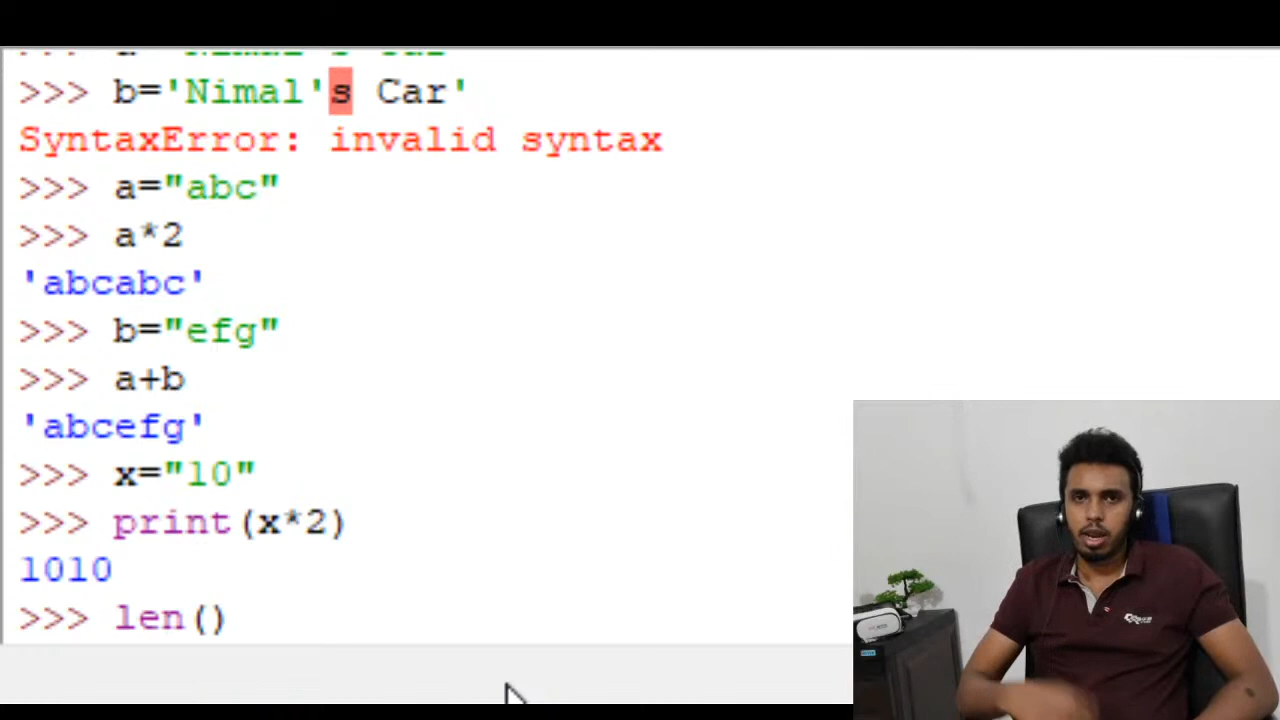 >>> b='Nimal's Car'
SyntaxError: invalid syntax
>>> a="abc"
>>> a*2
'abcabc'
>>> b="efg"
>>> a+b
'abcefg'
>>> x="10"
>>> print(x*2)
1010
>>> len()